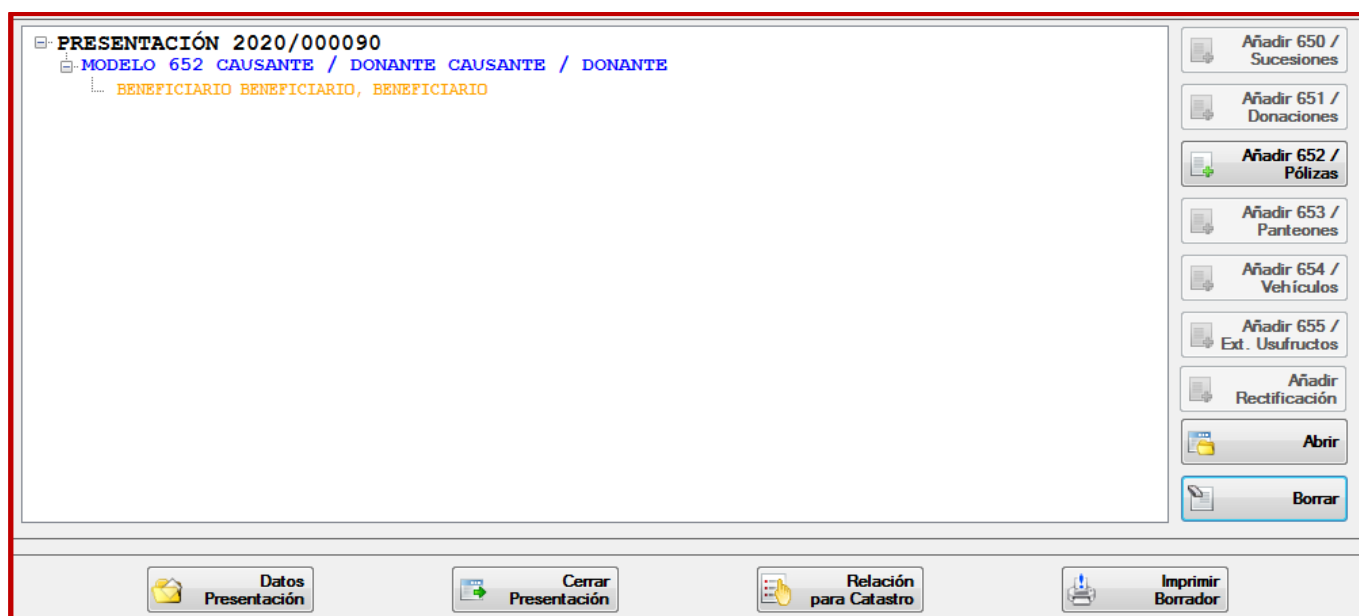 PRESENTACIÓN 2020/000090
MODELO 652 CAUSANTE / DONANTE CAUSANTE / DONANTE
BENEFICIARIO BENEFICIARIO, BENEFICIARIO
Añadir 650 /
Sucesiones
Añadir 651 /
Donaciones
Añadir 652 /
Pólizas
Añadir 653 /
Panteones
Añadir 654 /
Vehículos
Añadir 655 /
Ext. Usufructos
Añadir
Rectificación
Abrir
Borrar
Datos
Presentación
Cerrar
Presentación
Relación
para Catastro
Imprimir
Borrador